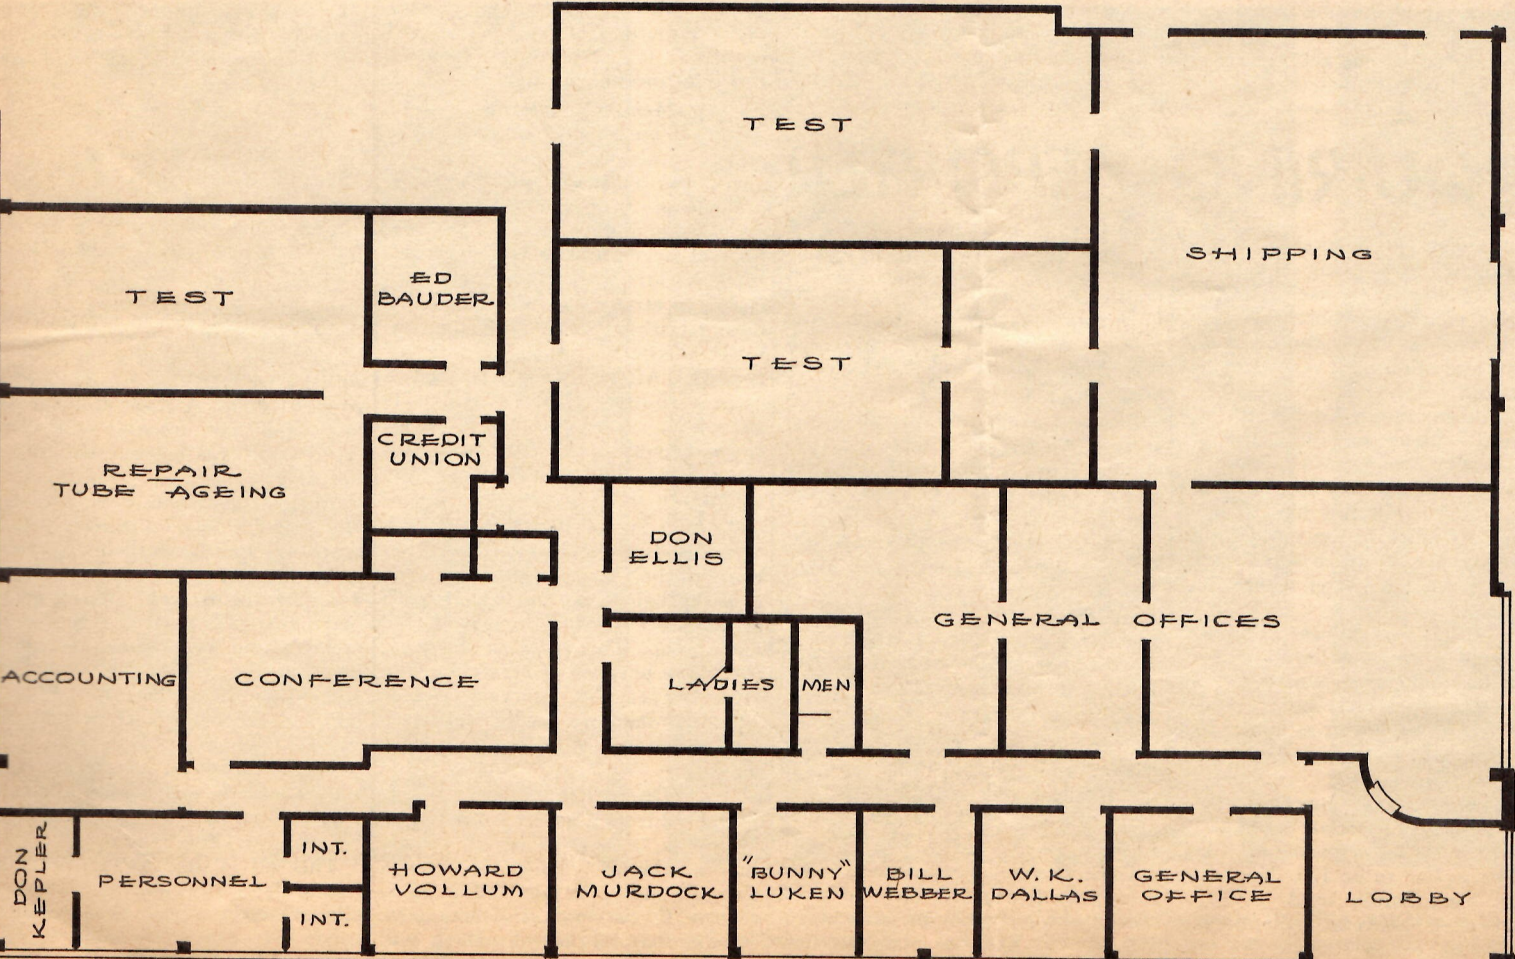 TEST
SHIPPING
ED
BAUDER
TEST
TEST
CREDIT
UNION
REPAIR
TUBE AGEING
DON
ELLIS
GENERAL OFFICES
ACCOUNTING
CONFERENCE
LADIES
MEN
DON
KEPLER
PERSONNEL
INT.
INT.
HOWARD
VOLLUM
JACK
MURDOCK
"BUNNY"
LUKEN
BILL
WEBBER
W. K.
DALLAS
GENERAL
OFFICE
LOBBY